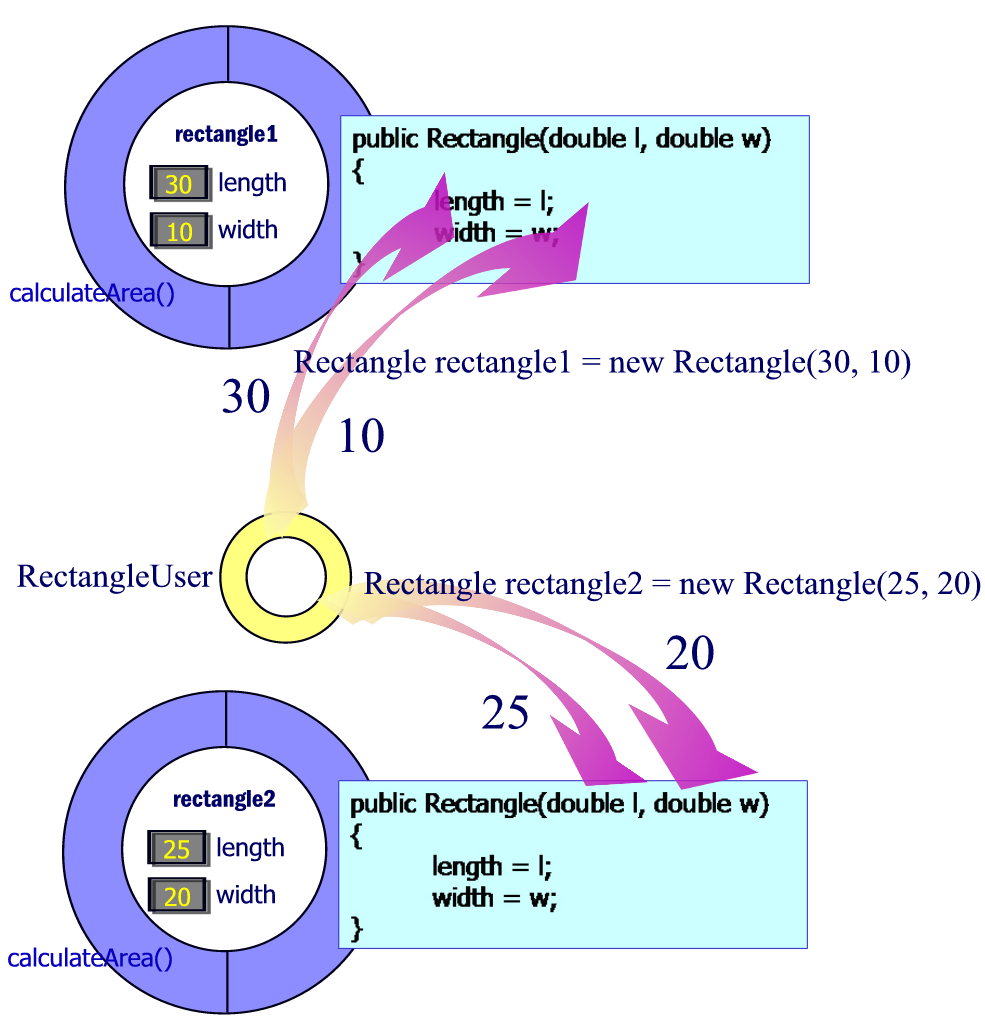 rectangle1
30 length
10 width
calculateArea()
public Rectangle(double l, double w)
{
length = l;
width = w;
}
Rectangle rectangle1 = new Rectangle(30, 10)
30
10
RectangleUser
Rectangle rectangle2 = new Rectangle(25, 20)
20
25
rectangle2
25 length
20 width
calculateArea()
public Rectangle(double l, double w)
{
length = l;
width = w;
}